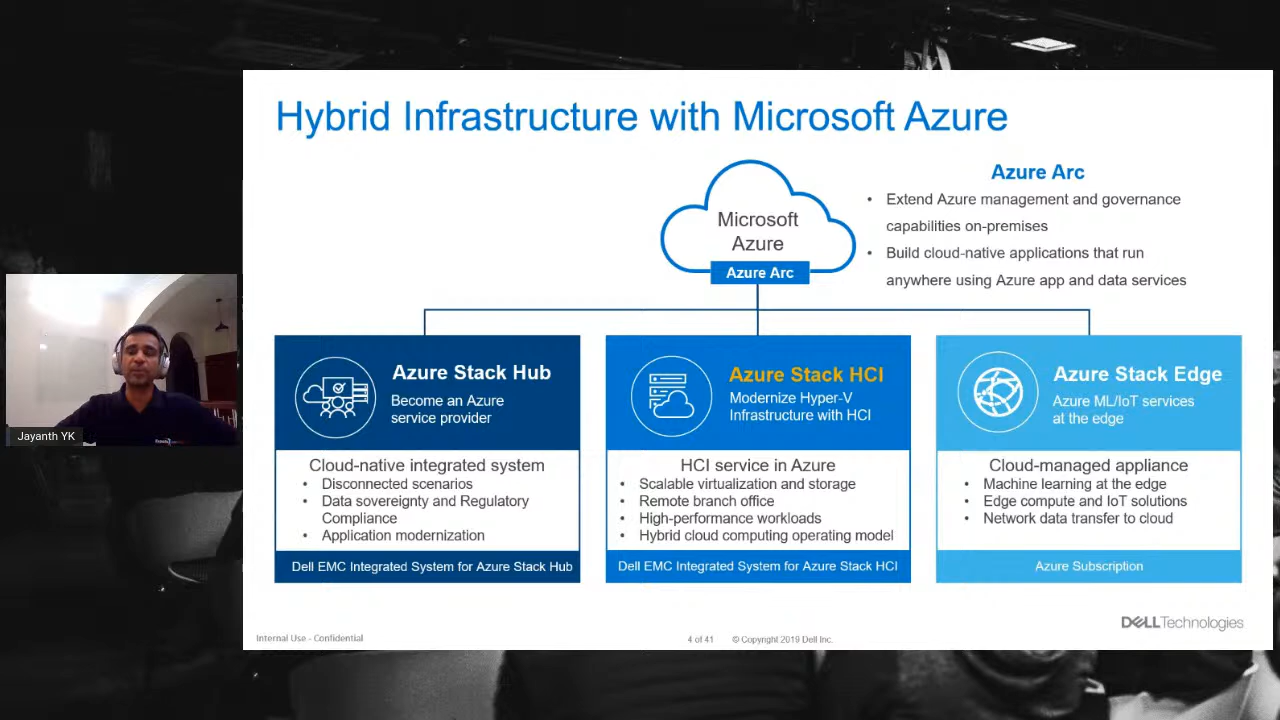 Hybrid Infrastructure with Microsoft Azure
Microsoft
Azure
Azure Arc
Azure Arc
• Extend Azure management and governance
capabilities on-premises
• Build cloud-native applications that run
anywhere using Azure app and data services
Azure Stack Hub
Become an Azure
service provider
Cloud-native integrated system
• Disconnected scenarios
• Data sovereignty and Regulatory
Compliance
• Application modernization
Dell EMC Integrated System for Azure Stack Hub
Azure Stack HCI
Modernize Hyper-V
Infrastructure with HCI
HCI service in Azure
• Scalable virtualization and storage
• Remote branch office
• High-performance workloads
• Hybrid cloud computing operating model
Dell EMC Integrated System for Azure Stack HCI
Azure Stack Edge
Azure ML/IoT services
at the edge
Cloud-managed appliance
• Machine learning at the edge
• Edge compute and IoT solutions
• Network data transfer to cloud
Azure Subscription
Jayanth YK
Internal Use - Confidential
4 of 41
© Copyright 2019 Dell Inc.
DELLTechnologies